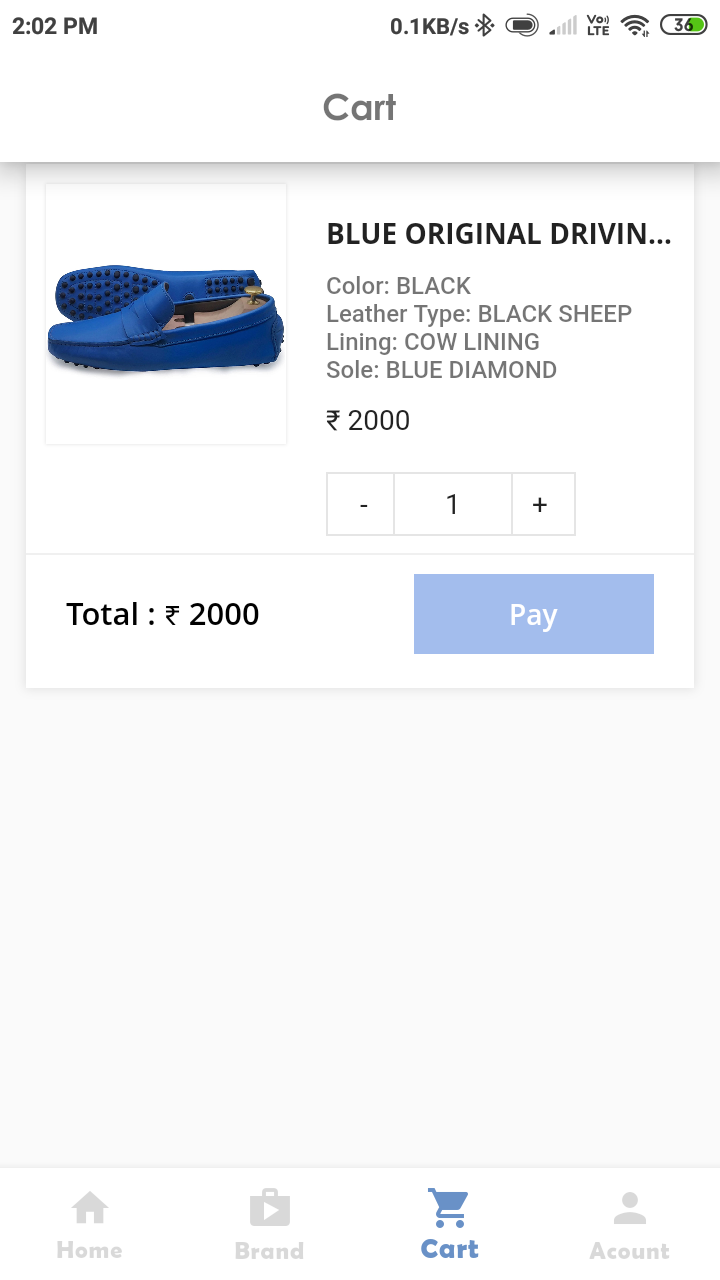 2:02 PM 0.1KB/s Vo)) LTE 36
Cart
BLUE ORIGINAL DRIVIN...
Color: BLACK
Leather Type: BLACK SHEEP
Lining: COW LINING
Sole: BLUE DIAMOND
₹ 2000
- 1 +
Total : ₹ 2000 Pay
Home Brand Cart Acount